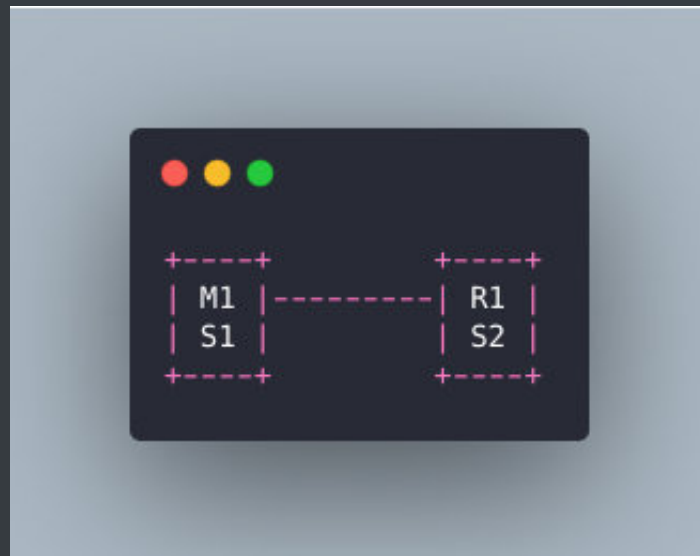 +----+ +----+
| M1 |---------| R1 |
| S1 | | S2 |
+----+ +----+